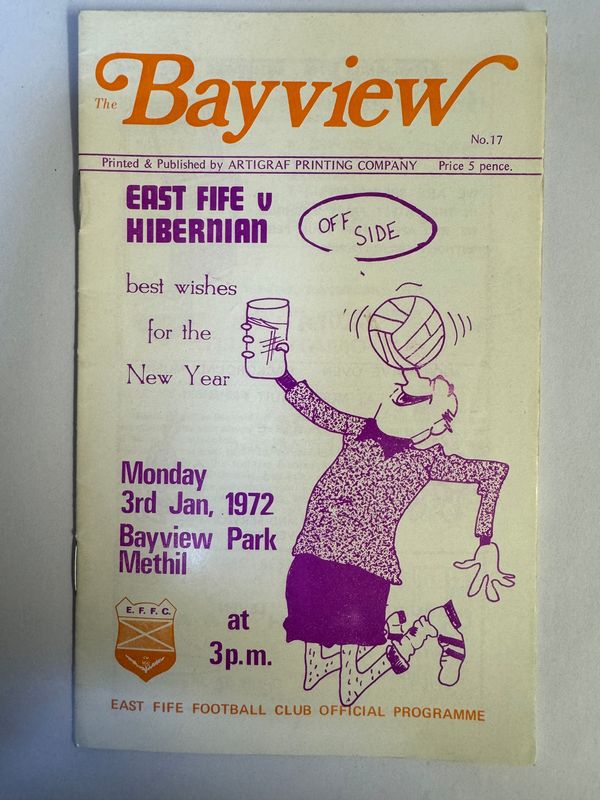 The Bayview
No.17
Printed & Published by ARTIGRAF PRINTING COMPANY Price 5 pence.
EAST FIFE v
HIBERNIAN
OFF
SIDE
best wishes
for the
New Year
Monday
3rd Jan, 1972
Bayview Park
Methil
E. F. F. C.
at
3p.m.
EAST FIFE FOOTBALL CLUB OFFICIAL PROGRAMME